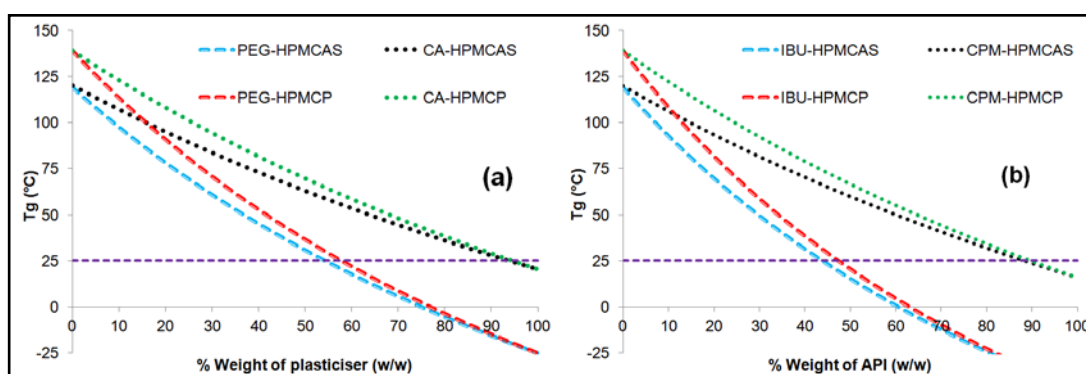 150
125
100
75
50
25
0
-25
Tg (°C)
PEG-HPMCAS
CA-HPMCAS
PEG-HPMCP
CA-HPMCP
(a)
0 10 20 30 40 50 60 70 80 90 100
% Weight of plasticiser (w/w)
150
125
100
75
50
25
0
-25
Tg (°C)
IBU-HPMCAS
CPM-HPMCAS
IBU-HPMCP
CPM-HPMCP
(b)
0 10 20 30 40 50 60 70 80 90 100
% Weight of API (w/w)